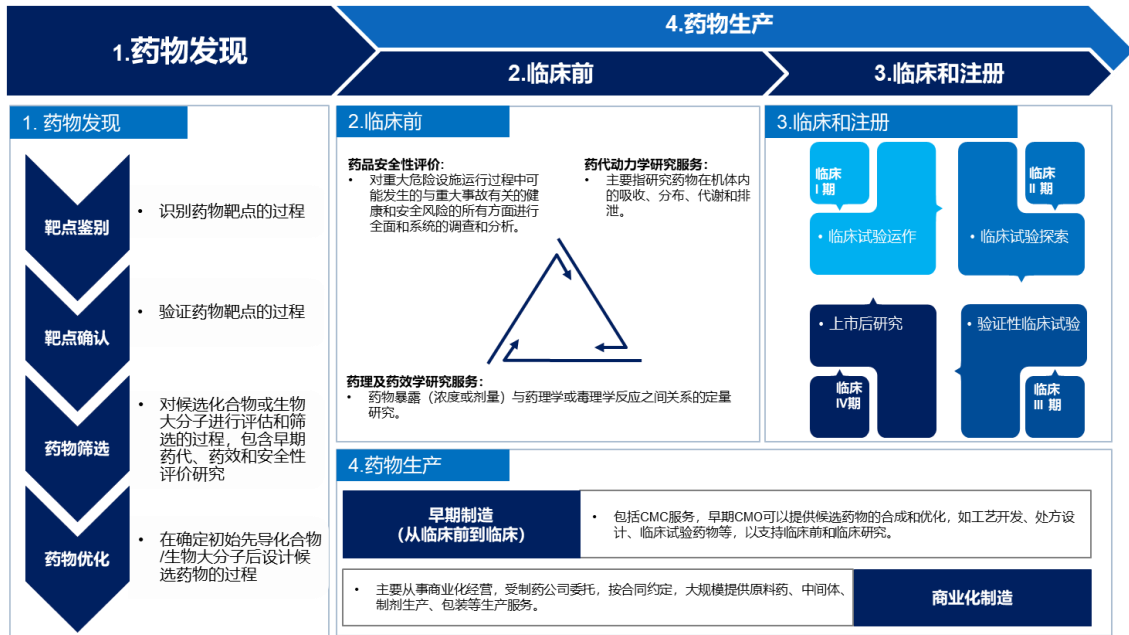 1.药物发现
4.药物生产
2.临床前
3.临床和注册
1. 药物发现
靶点鉴别
• 识别药物靶点的过程
靶点确认
• 验证药物靶点的过程
药物筛选
• 对候选化合物或生物
大分子进行评估和筛
选的过程，包含早期
药代、药效和安全性
评价研究
药物优化
• 在确定初始先导化合物
/生物大分子后设计候
选药物的过程
2.临床前
药品安全性评价：
• 对重大危险设施运行过程中可
能发生的与重大事故有关的健
康和安全风险的所有方面进行
全面和系统的调查和分析。
药代动力学研究服务：
• 主要指研究药物在机体内
的吸收、分布、代谢和排
泄。
药理及药效学研究服务：
• 药物暴露（浓度或剂量）与药理学或毒理学反应之间关系的定量
研究。
3.临床和注册
临床
I 期
• 临床试验运作
临床
II 期
• 临床试验探索
• 上市后研究
临床
IV期
• 验证性临床试验
临床
III 期
4.药物生产
早期制造
(从临床前到临床)
• 包括CMC服务，早期CMO可以提供候选药物的合成和优化，如工艺开发、处方设
计、临床试验药物等，以支持临床前和临床研究。
• 主要从事商业化经营，受制药公司委托，按合同约定，大规模提供原料药、中间体、
制剂生产、包装等生产服务。
商业化制造